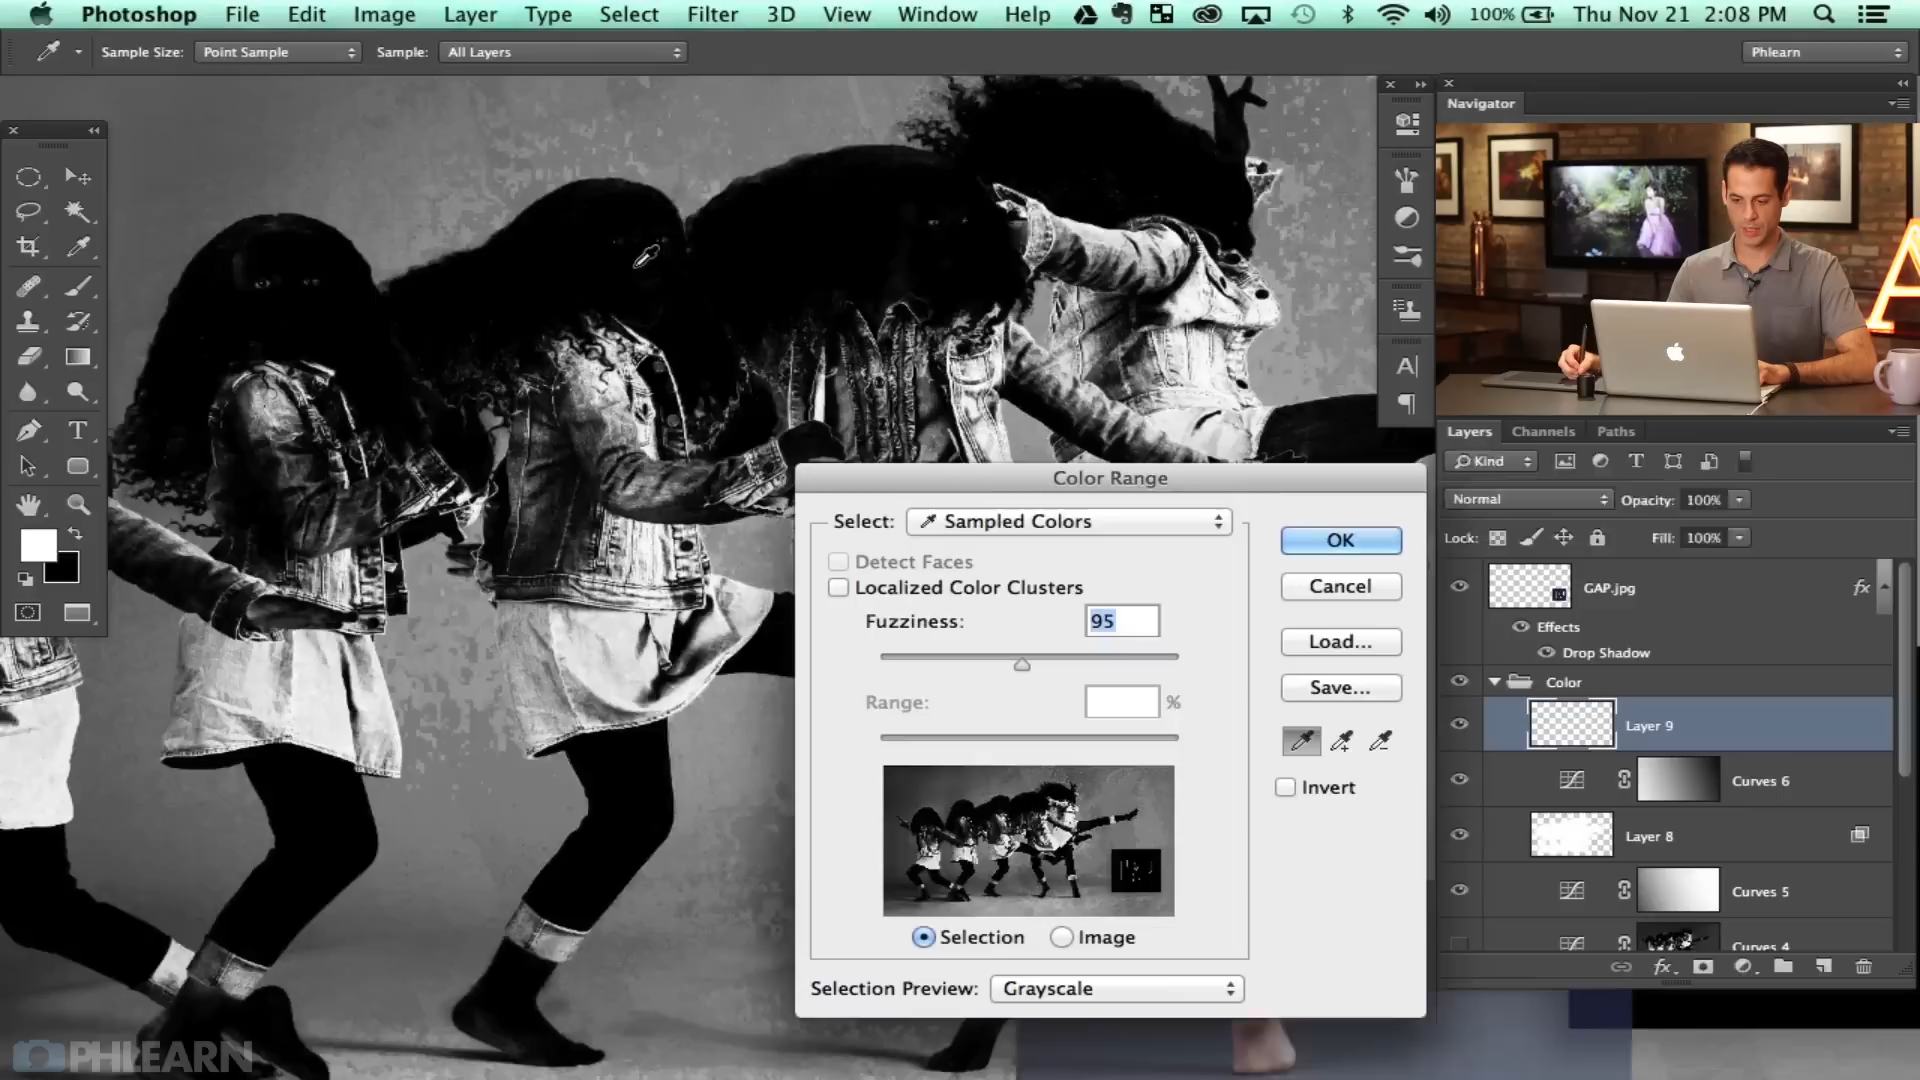 Photoshop File Edit Image Layer Type Select Filter 3D View Window Help 100% Thu Nov 21 2:08 PM
Sample Size: Point Sample Sample: All Layers Phlearn
Navigator
A
Layers Channels Paths
Kind
Normal Opacity: 100%
Lock: Fill: 100%
GAP.jpg fx
Effects
Drop Shadow
Color
Layer 9
Curves 6
Layer 8
Curves 5
Curves 4
fx
Color Range
Select: Sampled Colors
Detect Faces
Localized Color Clusters
Fuzziness: 95
Range: %
Selection Image
Selection Preview: Grayscale
OK
Cancel
Load...
Save...
Invert
PHLEARN